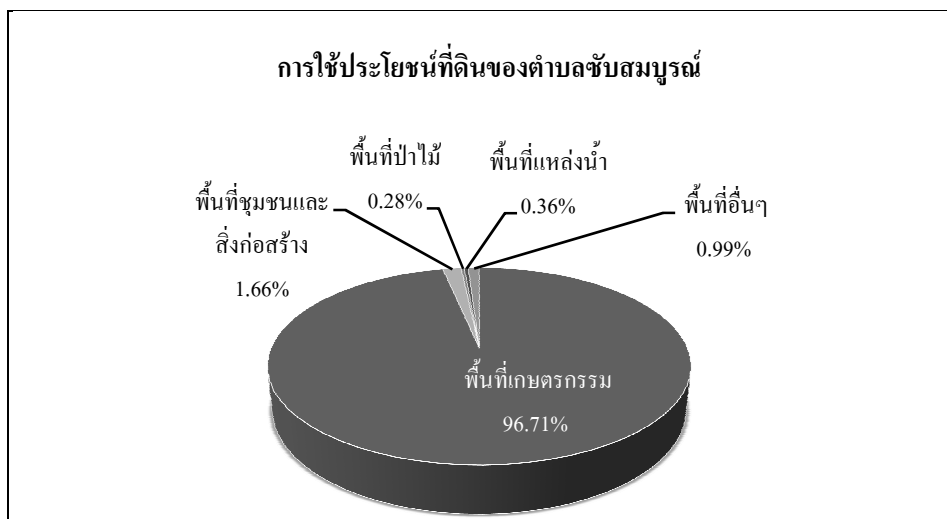 การใช้ประโยชน์ที่ดินของตำบลซับสมบูรณ์
พื้นที่ป่าไม้
0.28%
พื้นที่แหล่งน้ำ
0.36%
พื้นที่ชุมชนและ
สิ่งก่อสร้าง
1.66%
พื้นที่อื่นๆ
0.99%
พื้นที่เกษตรกรรม
96.71%